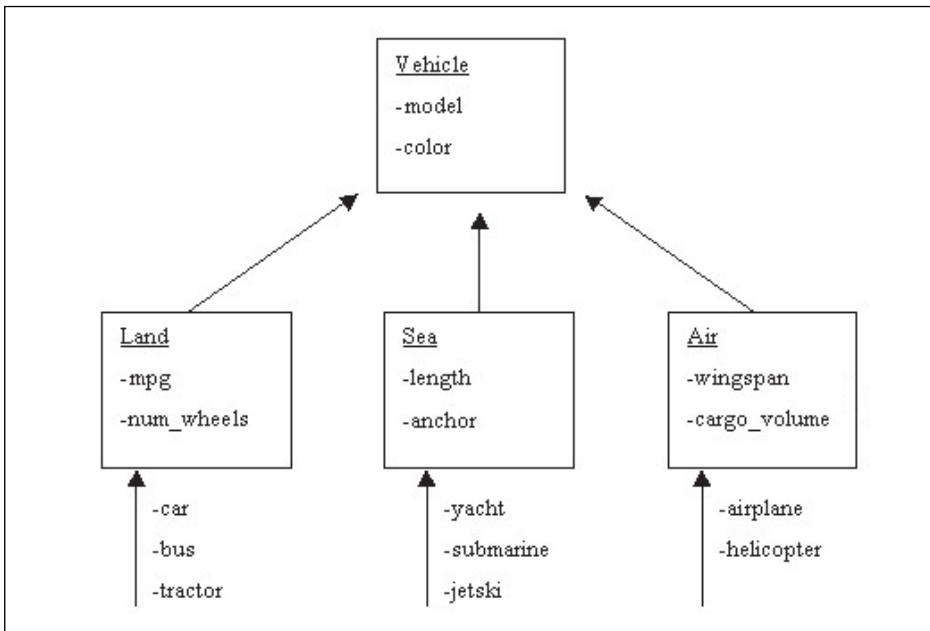 Vehicle
-model
-color
Land
-mpg
-num_wheels
Sea
-length
-anchor
Air
-wingspan
-cargo_volume
-car
-bus
-tractor
-yacht
-submarine
-jetski
-airplane
-helicopter